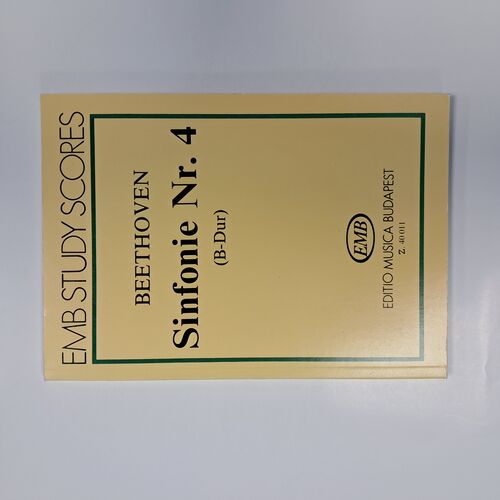 EMB STUDY SCORES
BEETHOVEN
Sinfonie Nr. 4
(B-Dur)
EMB
EDITIO MUSICA BUDAPEST
Z. 40 011